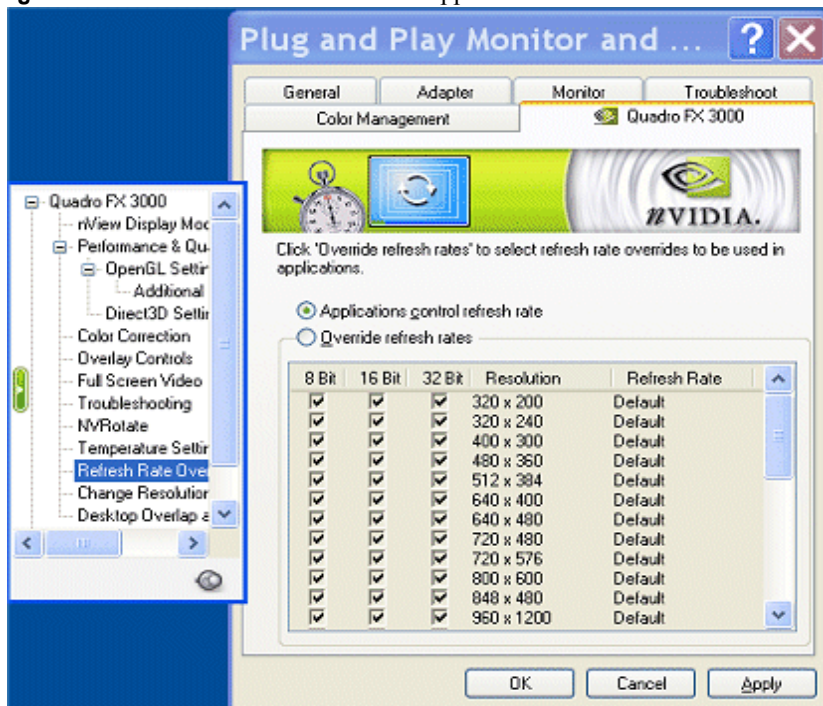 Plug and Play Monitor and ...
General Adapter Monitor Troubleshoot
Color Management Quadro FX 3000
nVIDIA.
Click 'Override refresh rates' to select refresh rate overrides to be used in
applications.
Applications control refresh rate
Override refresh rates
8 Bit 16 Bit 32 Bit Resolution Refresh Rate
320 x 200 Default
320 x 240 Default
400 x 300 Default
480 x 360 Default
512 x 384 Default
640 x 400 Default
640 x 480 Default
720 x 480 Default
720 x 576 Default
800 x 600 Default
848 x 480 Default
960 x 1200 Default
OK Cancel Apply
Quadro FX 3000
nView Display Mod
Performance & Qu
OpenGL Settin
Additional
Direct3D Settin
Color Correction
Overlay Controls
Full Screen Video
Troubleshooting
NVRotate
Temperature Settin
Refresh Rate Over
Change Resolution
Desktop Overlap a